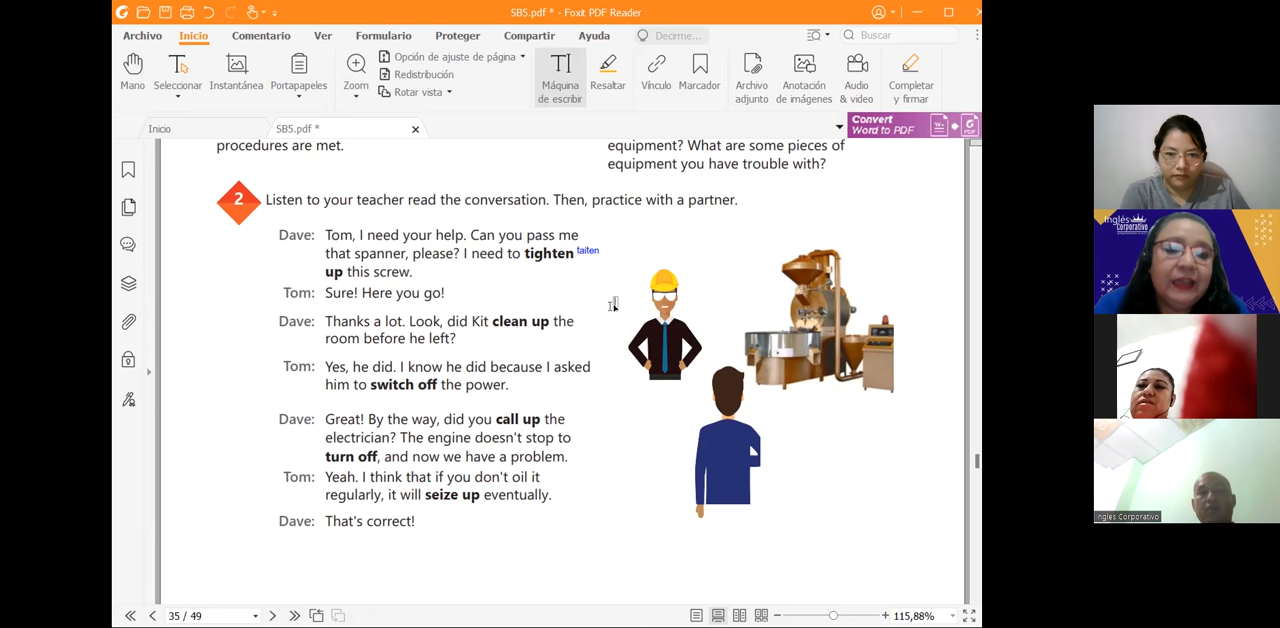 SB5.pdf * - Foxit PDF Reader
Archivo Inicio Comentario Ver Formulario Proteger Compartir Ayuda Decirme... Buscar
Mano
Seleccionar
Instantánea
Portapapeles
Zoom
Opción de ajuste de página
Redistribución
Rotar vista
Máquina
de escribir
Resaltar
Vínculo
Marcador
Archivo
adjunto
Anotación
de imágenes
Audio
& video
Completar
y firmar
Inicio
SB5.pdf *
Convert
Word to PDF
procedures are met.
equipment? What are some pieces of
equipment you have trouble with?
2
Listen to your teacher read the conversation. Then, practice with a partner.
Dave: Tom, I need your help. Can you pass me
that spanner, please? I need to tighten taiten
up this screw.
Tom: Sure! Here you go!
Dave: Thanks a lot. Look, did Kit clean up the
room before he left?
Tom: Yes, he did. I know he did because I asked
him to switch off the power.
Dave: Great! By the way, did you call up the
electrician? The engine doesn't stop to
turn off, and now we have a problem.
Tom: Yeah. I think that if you don't oil it
regularly, it will seize up eventually.
Dave: That's correct!
35 / 49
115,88%
Inglés
Corporativo
Ingles Corporativo